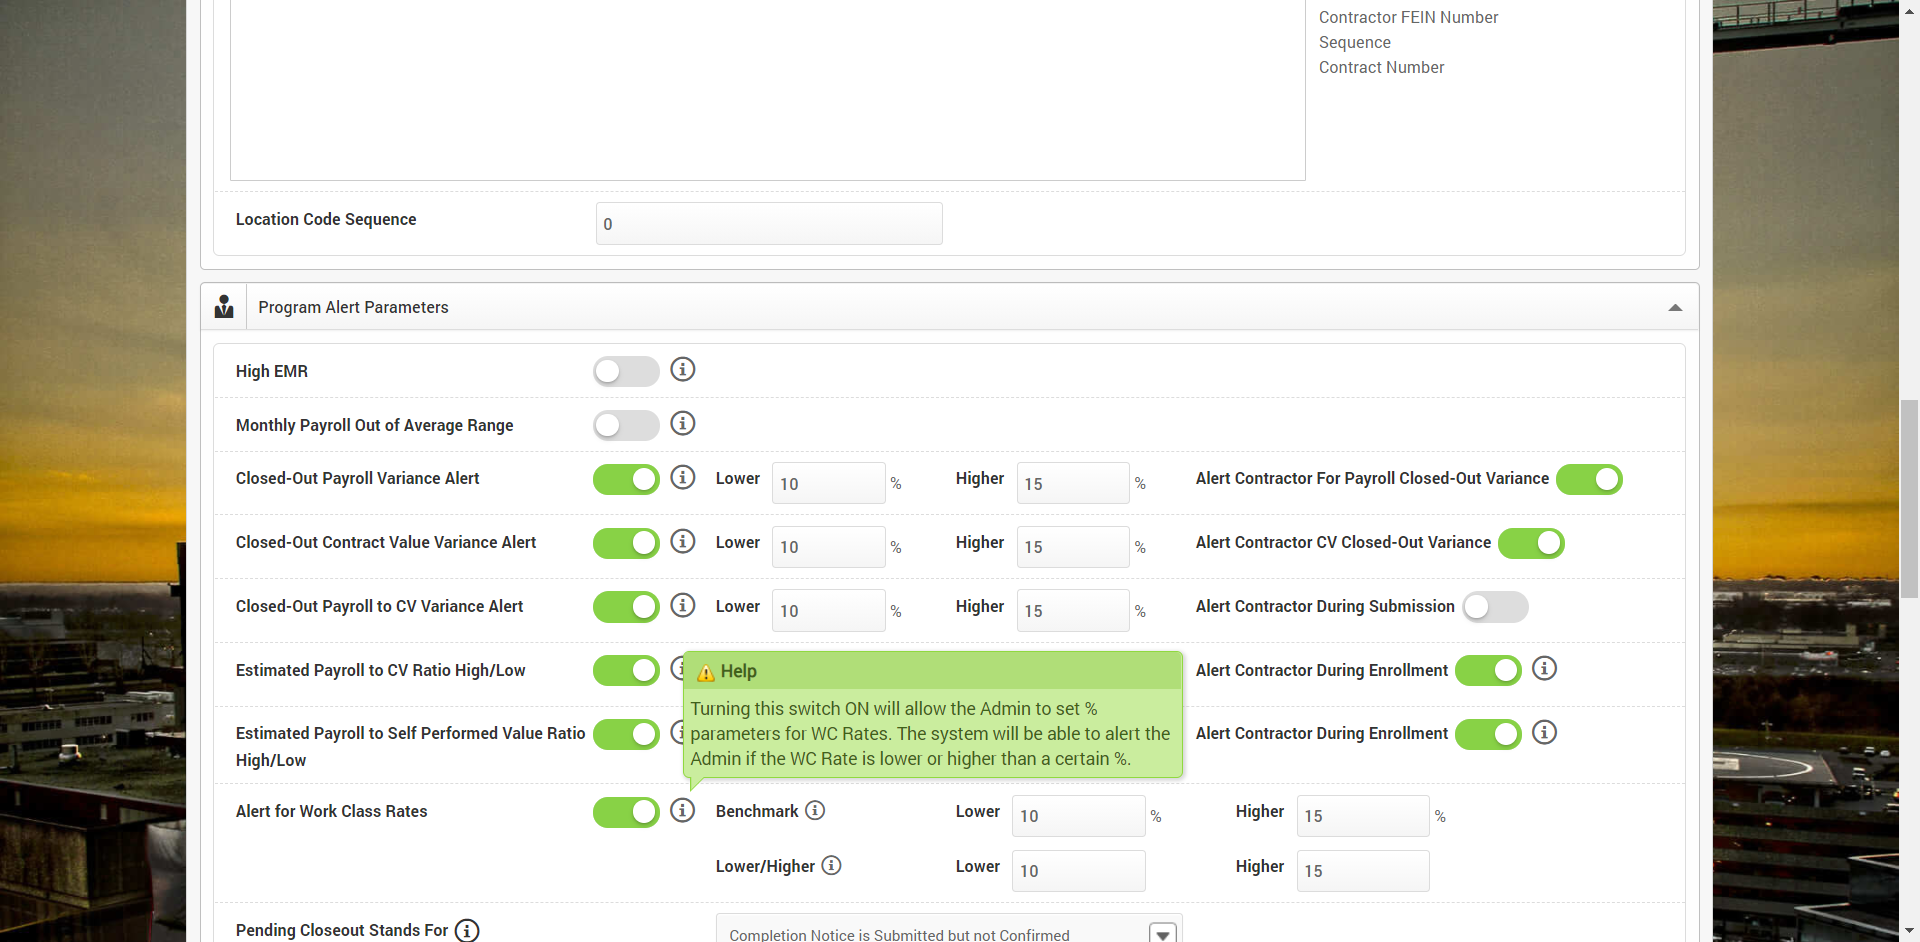 Contractor FEIN Number
Sequence
Contract Number
Location Code Sequence 0
Program Alert Parameters
High EMR
Monthly Payroll Out of Average Range
Closed-Out Payroll Variance Alert Lower 10 % Higher 15 % Alert Contractor For Payroll Closed-Out Variance
Closed-Out Contract Value Variance Alert Lower 10 % Higher 15 % Alert Contractor CV Closed-Out Variance
Closed-Out Payroll to CV Variance Alert Lower 10 % Higher 15 % Alert Contractor During Submission
Estimated Payroll to CV Ratio High/Low Alert Contractor During Enrollment
Help
Turning this switch ON will allow the Admin to set %
parameters for WC Rates. The system will be able to alert the
Admin if the WC Rate is lower or higher than a certain %.
Estimated Payroll to Self Performed Value Ratio Alert Contractor During Enrollment
High/Low
Alert for Work Class Rates Benchmark Lower 10 % Higher 15 %
Lower/Higher Lower 10 Higher 15
Pending Closeout Stands For Completion Notice is Submitted but not Confirmed